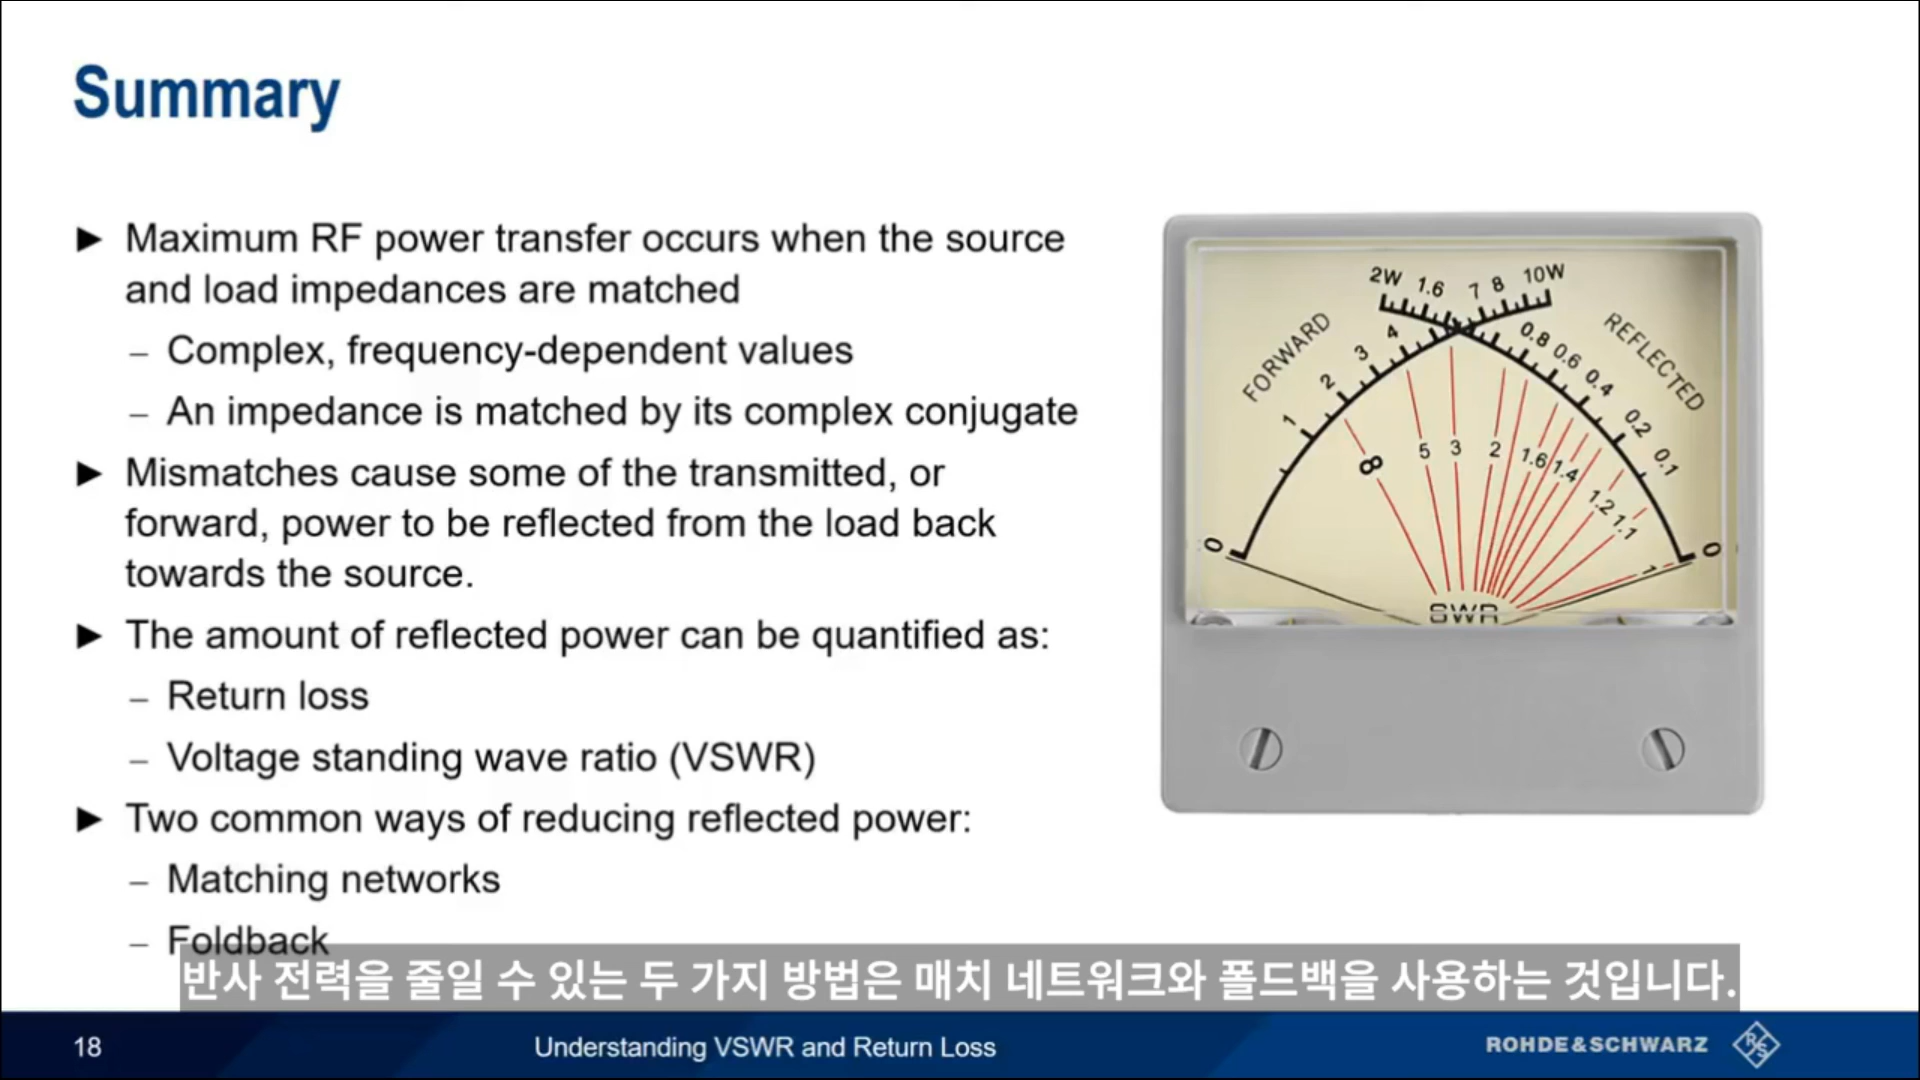 Summary
► Maximum RF power transfer occurs when the source
and load impedances are matched
– Complex, frequency-dependent values
– An impedance is matched by its complex conjugate
► Mismatches cause some of the transmitted, or
forward, power to be reflected from the load back
towards the source.
► The amount of reflected power can be quantified as:
– Return loss
– Voltage standing wave ratio (VSWR)
► Two common ways of reducing reflected power:
– Matching networks
– Foldback
2W 1.6 7 8 10W
FORWARD
REFLECTED
0 1 2 3 4
0.8 0.6 0.4 0.2 0.1 0
∞ 5 3 2 1.6 1.4 1.2 1.1 1
SWR
반사 전력을 줄일 수 있는 두 가지 방법은 매치 네트워크와 폴드백을 사용하는 것입니다.
18
Understanding VSWR and Return Loss
ROHDE&SCHWARZ
R&S